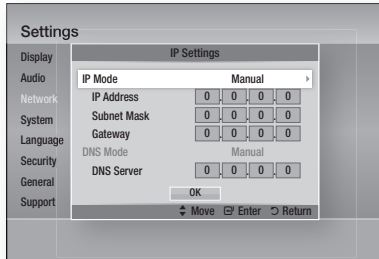 Settings
Display
Audio
Network
System
Language
Security
General
Support
IP Settings
IP Mode Manual
IP Address 0 . 0 . 0 . 0
Subnet Mask 0 . 0 . 0 . 0
Gateway 0 . 0 . 0 . 0
DNS Mode Manual
DNS Server 0 . 0 . 0 . 0
OK
Move Enter Return